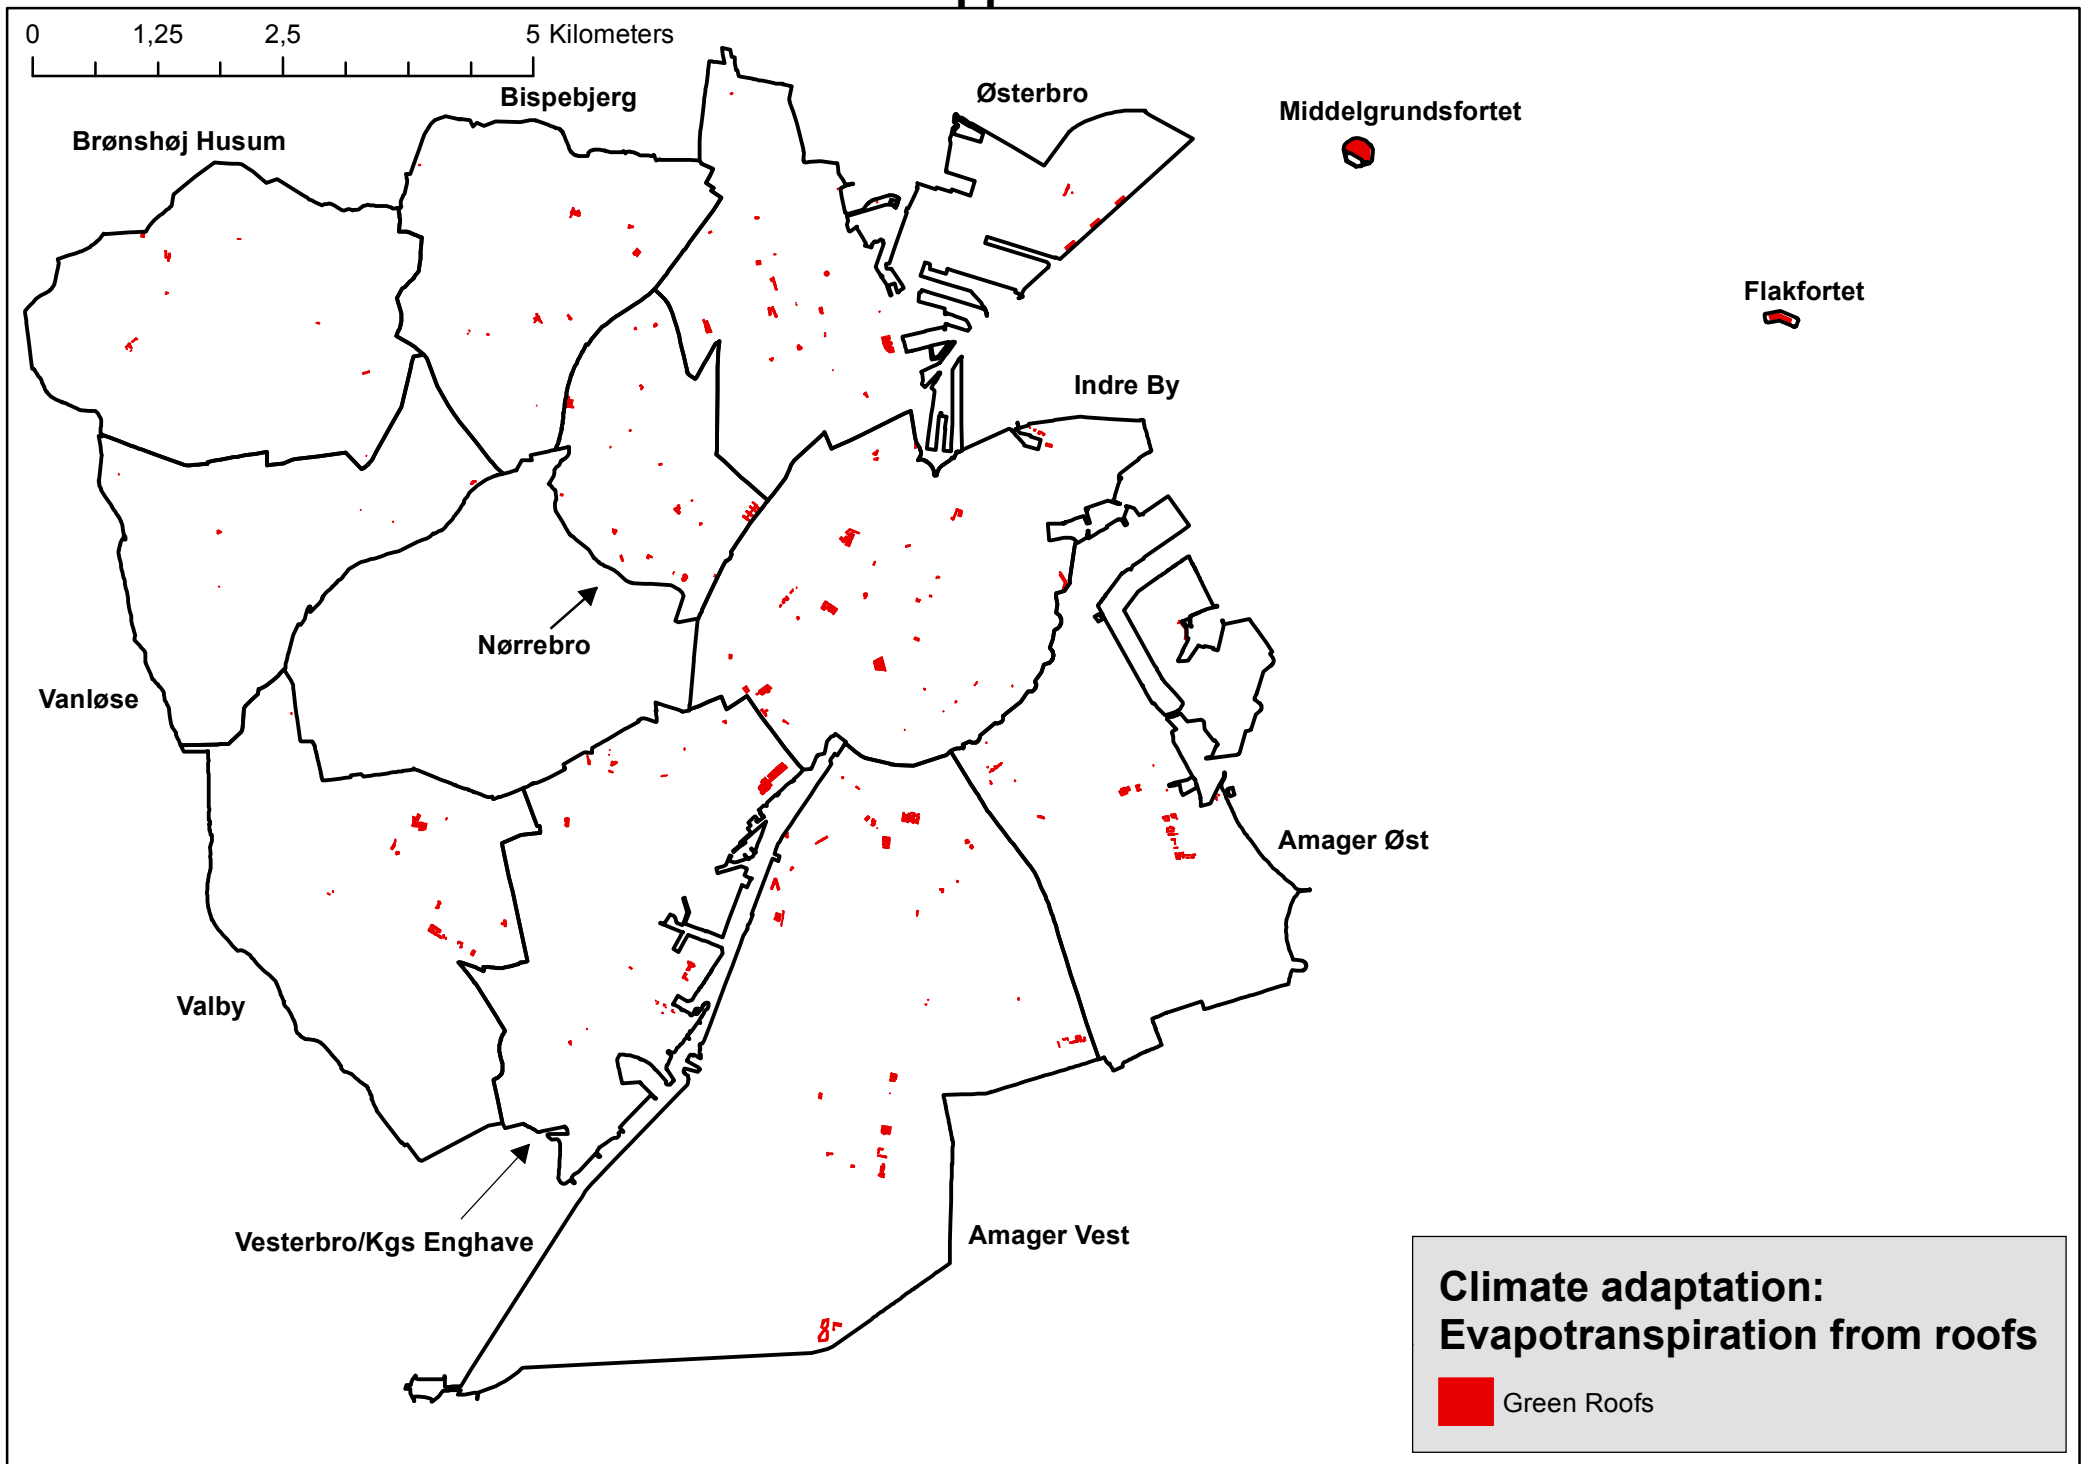 0 1,25 2,5 5 Kilometers
Bispebjerg
Østerbro
Middelgrundsfortet
Brønshøj Husum
Flakfortet
Indre By
Nørrebro
Vanløse
Amager Øst
Valby
Vesterbro/Kgs Enghave
Amager Vest
Climate adaptation:
Evapotranspiration from roofs
Green Roofs